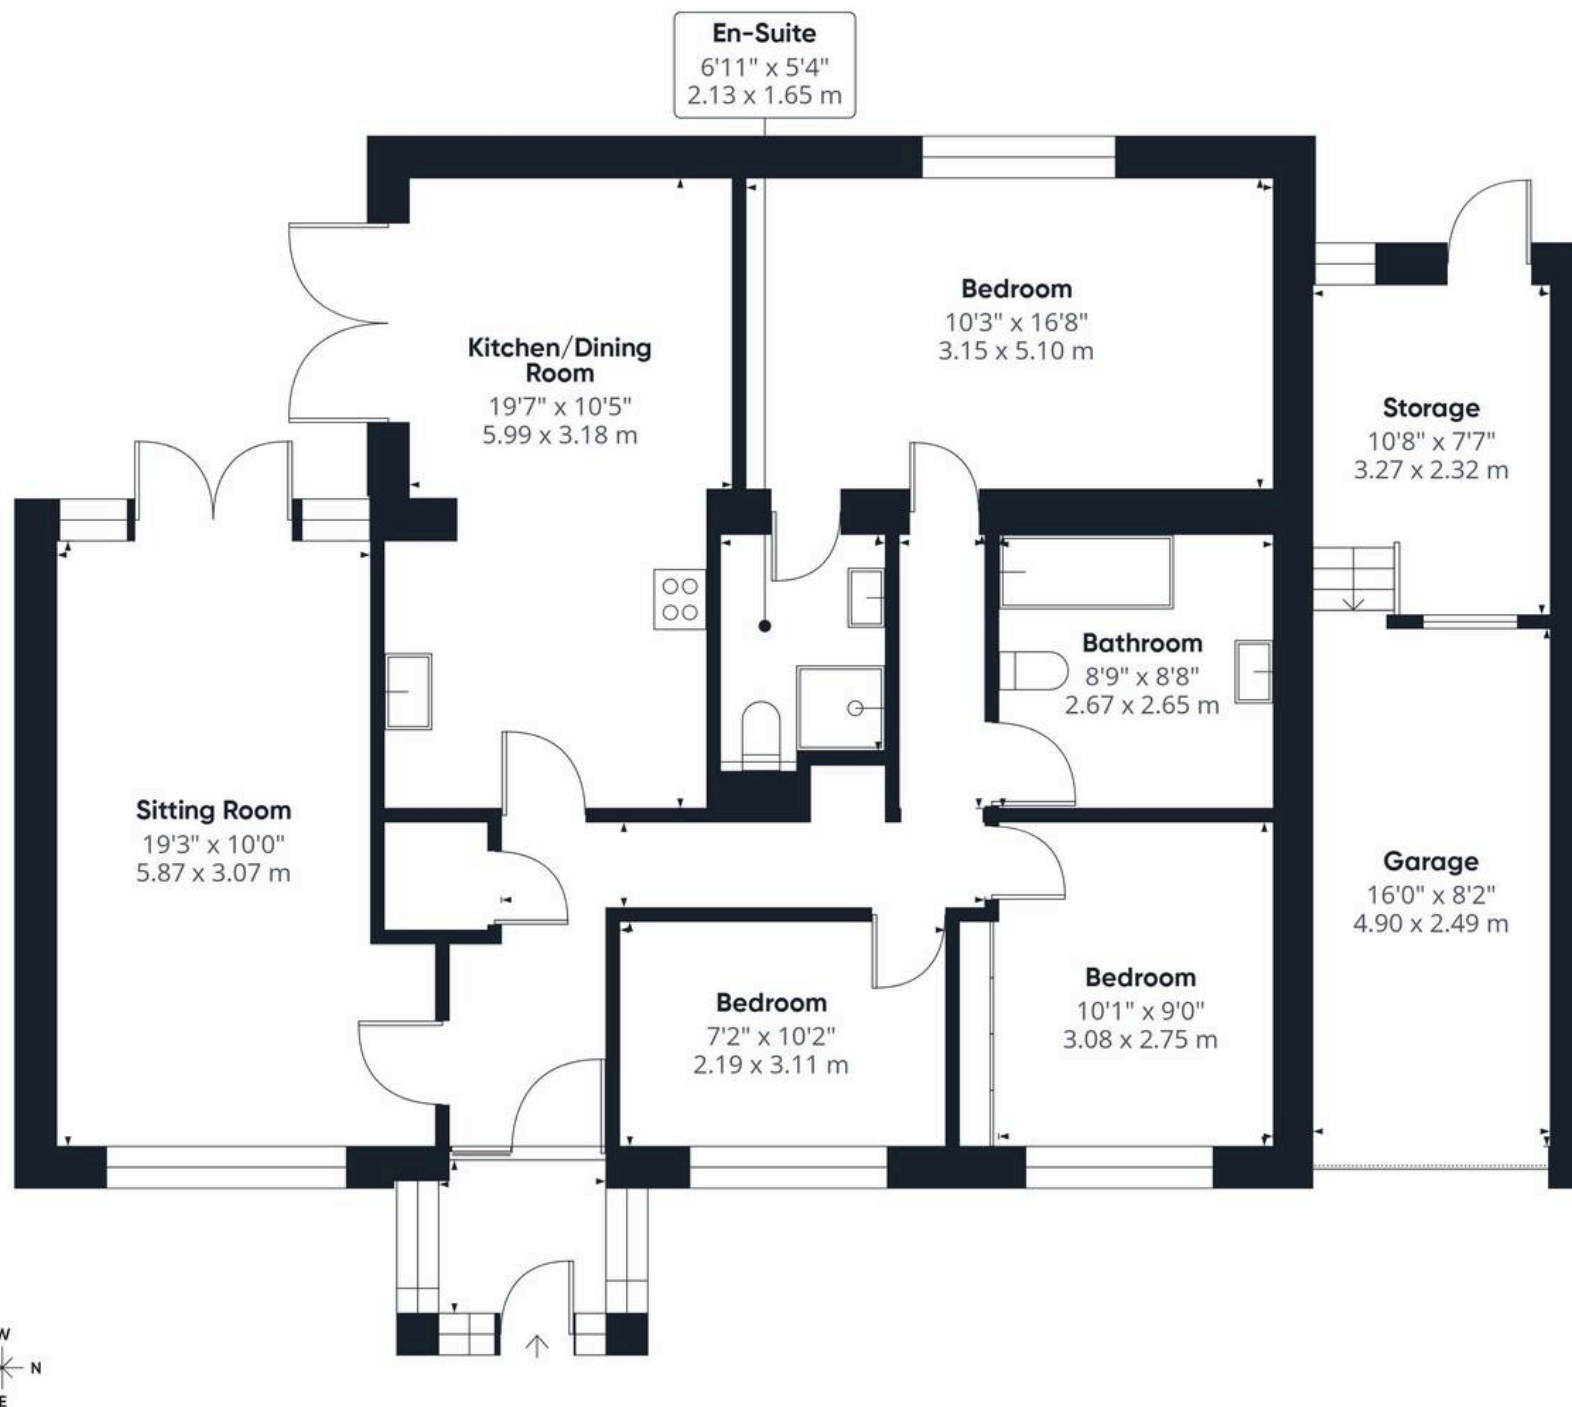 En-Suite
6'11" x 5'4"
2.13 x 1.65 m
Bedroom
10'3" x 16'8"
3.15 x 5.10 m
Kitchen/Dining
Room
19'7" x 10'5"
5.99 x 3.18 m
Storage
10'8" x 7'7"
3.27 x 2.32 m
Bathroom
8'9" x 8'8"
2.67 x 2.65 m
Sitting Room
19'3" x 10'0"
5.87 x 3.07 m
Garage
16'0" x 8'2"
4.90 x 2.49 m
Bedroom
7'2" x 10'2"
2.19 x 3.11 m
Bedroom
10'1" x 9'0"
3.08 x 2.75 m
W
N
E